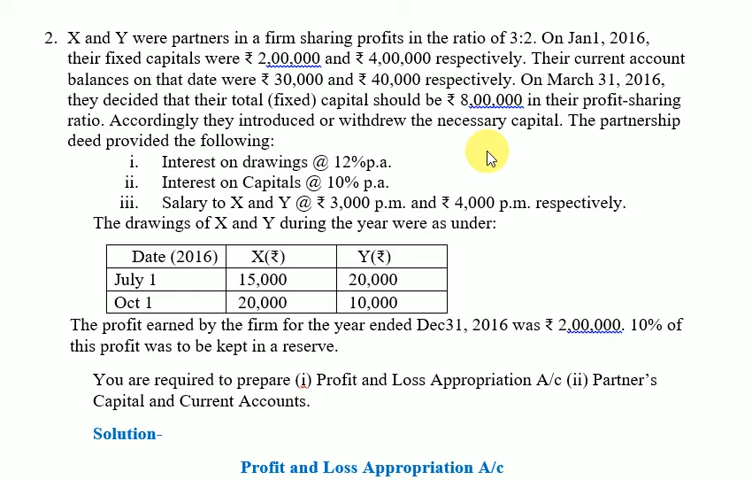 2. X and Y were partners in a firm sharing profits in the ratio of 3:2. On Jan1, 2016,
their fixed capitals were ₹ 2,00,000 and ₹ 4,00,000 respectively. Their current account
balances on that date were ₹ 30,000 and ₹ 40,000 respectively. On March 31, 2016,
they decided that their total (fixed) capital should be ₹ 8,00,000 in their profit-sharing
ratio. Accordingly they introduced or withdrew the necessary capital. The partnership
deed provided the following:
i. Interest on drawings @ 12%p.a.
ii. Interest on Capitals @ 10% p.a.
iii. Salary to X and Y @ ₹ 3,000 p.m. and ₹ 4,000 p.m. respectively.
The drawings of X and Y during the year were as under:
Date (2016) X(₹) Y(₹)
July 1 15,000 20,000
Oct 1 20,000 10,000
The profit earned by the firm for the year ended Dec31, 2016 was ₹ 2,00,000. 10% of
this profit was to be kept in a reserve.
You are required to prepare (i) Profit and Loss Appropriation A/c (ii) Partner's
Capital and Current Accounts.
Solution-
Profit and Loss Appropriation A/c